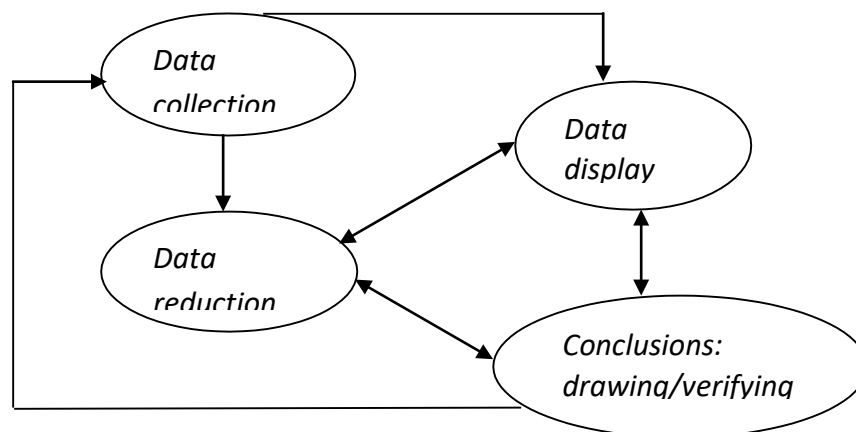 Data
collection
Data
display
Data
reduction
Conclusions:
drawing/verifying